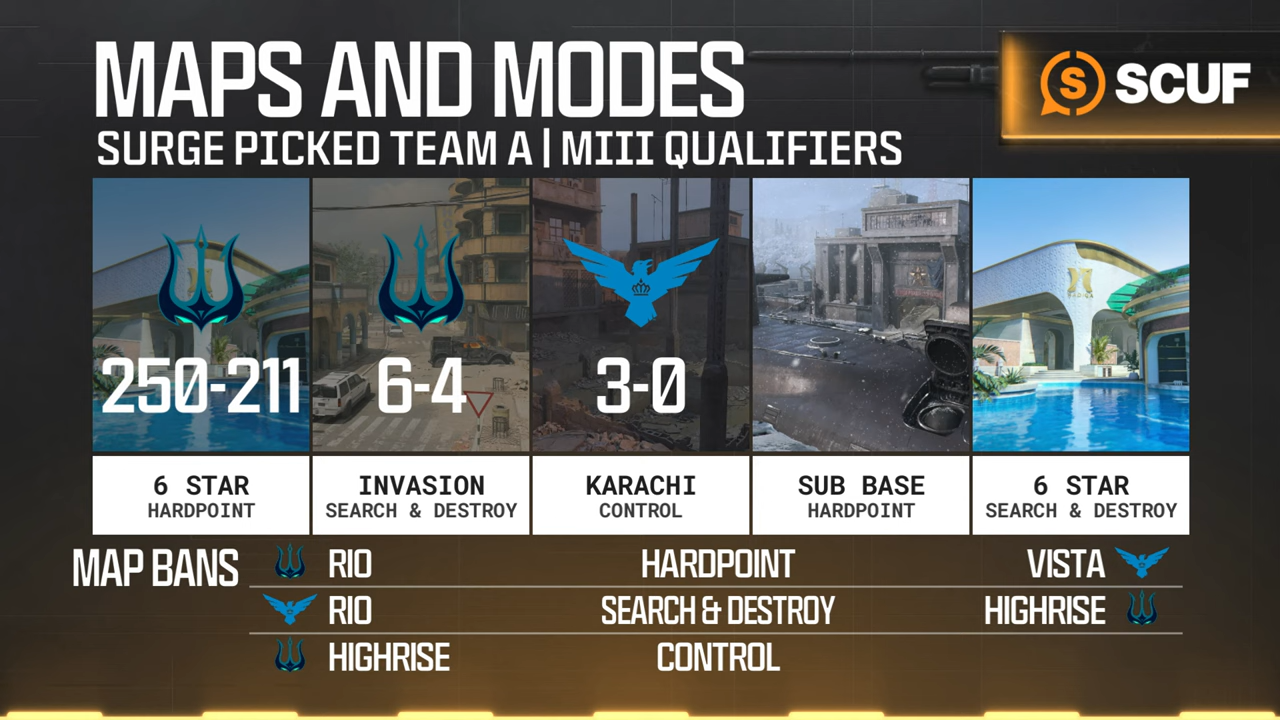 MAPS AND MODES
SCUF
SURGE PICKED TEAM A | MIII QUALIFIERS
250-211
6-4
3-0
6 STAR
HARDPOINT
INVASION
SEARCH & DESTROY
KARACHI
CONTROL
SUB BASE
HARDPOINT
6 STAR
SEARCH & DESTROY
MAP BANS
RIO HARDPOINT VISTA
RIO SEARCH & DESTROY HIGHRISE
HIGHRISE CONTROL